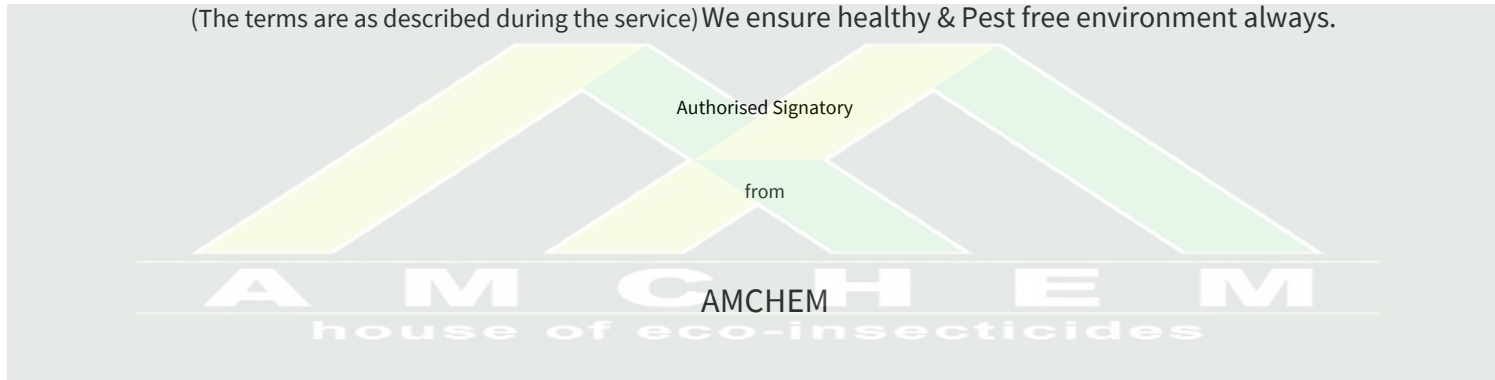 (The terms are as described during the service)We ensure healthy & Pest free environment always.
Authorised Signatory
from
AMCHEM
AMCHEM
house of eco-insecticides